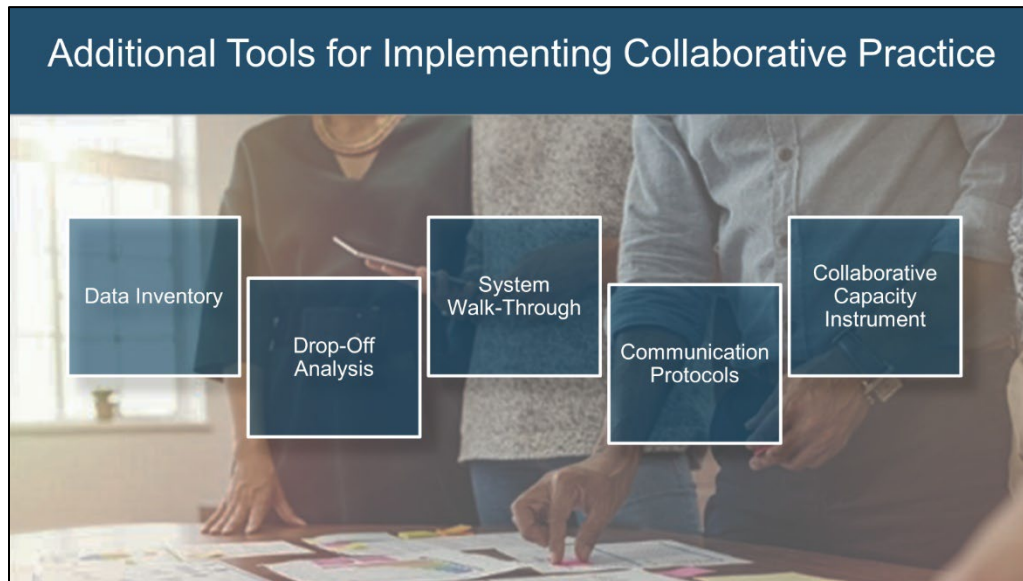 Additional Tools for Implementing Collaborative Practice
Data Inventory
Drop-Off
Analysis
System
Walk-Through
Communication
Protocols
Collaborative
Capacity
Instrument